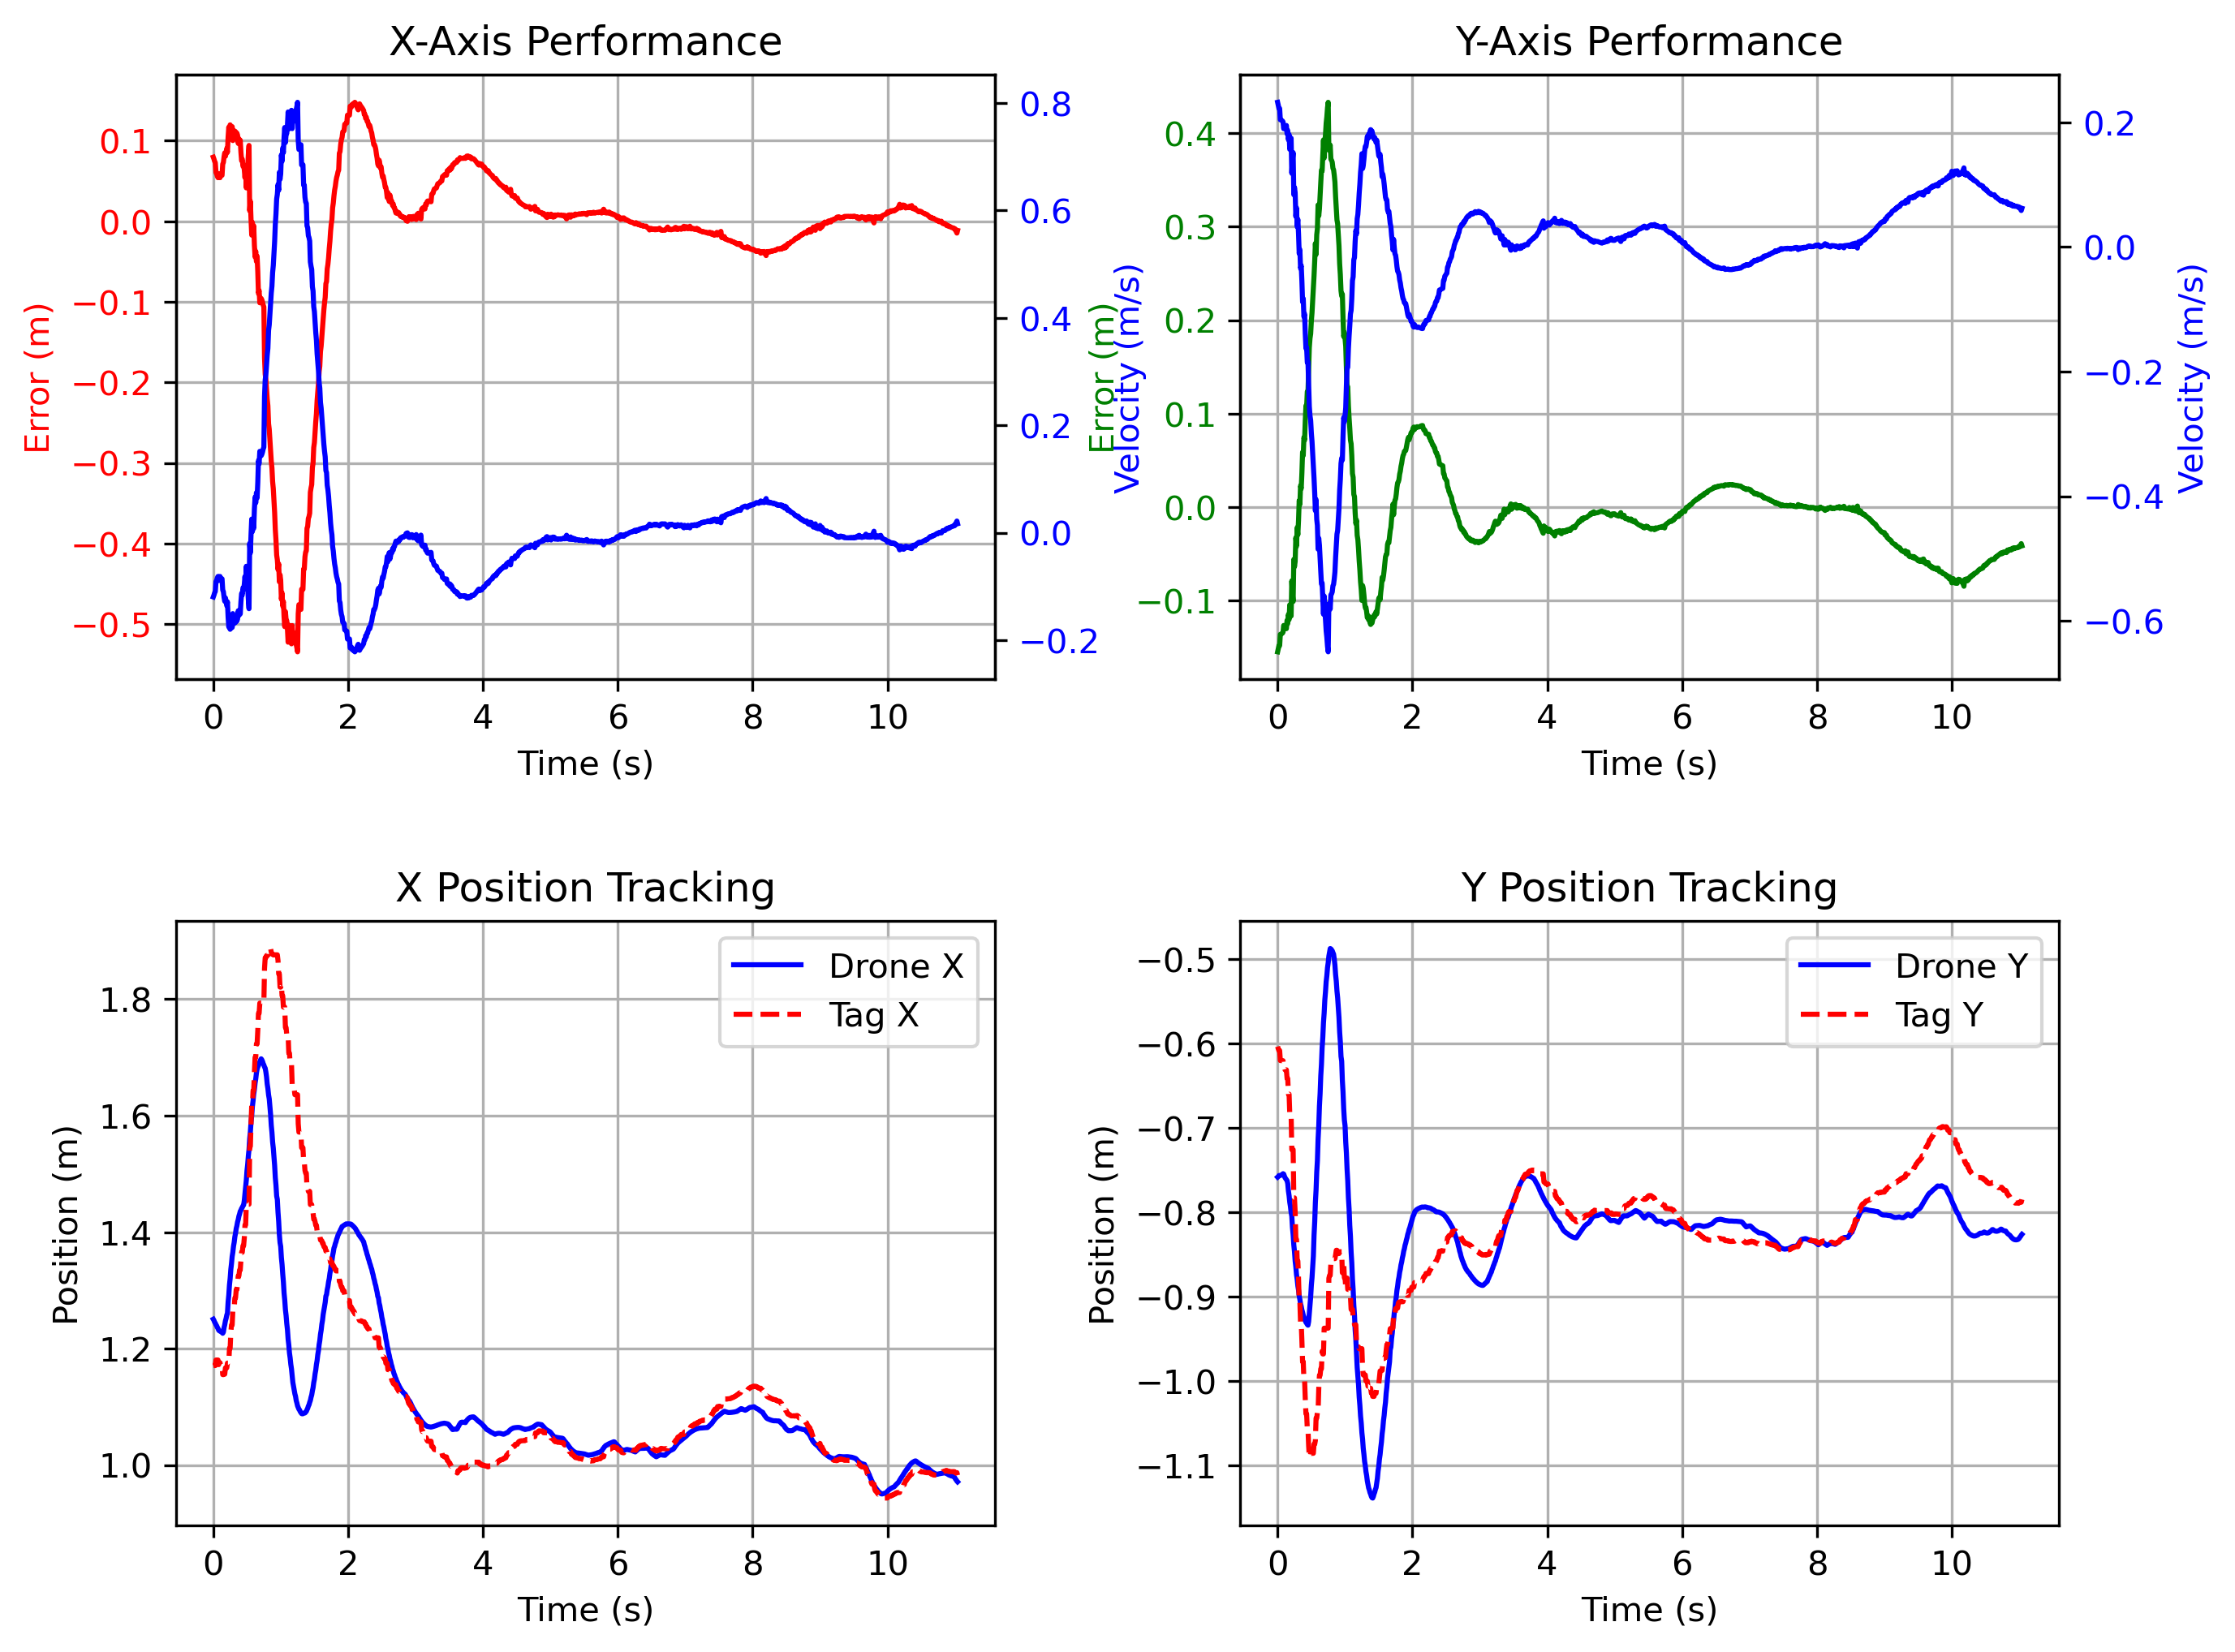 X-Axis Performance
0.1
0.0
−0.1
−0.2
−0.3
−0.4
−0.5
Error (m)
0.8
0.6
0.4
0.2
0.0
−0.2
Velocity (m/s)
0 2 4 6 8 10
Time (s)
Y-Axis Performance
0.4
0.3
0.2
0.1
0.0
−0.1
Error (m)
0.2
0.0
−0.2
−0.4
−0.6
Velocity (m/s)
0 2 4 6 8 10
Time (s)
X Position Tracking
1.8
1.6
1.4
1.2
1.0
Position (m)
Drone X
Tag X
0 2 4 6 8 10
Time (s)
Y Position Tracking
−0.5
−0.6
−0.7
−0.8
−0.9
−1.0
−1.1
Position (m)
Drone Y
Tag Y
0 2 4 6 8 10
Time (s)